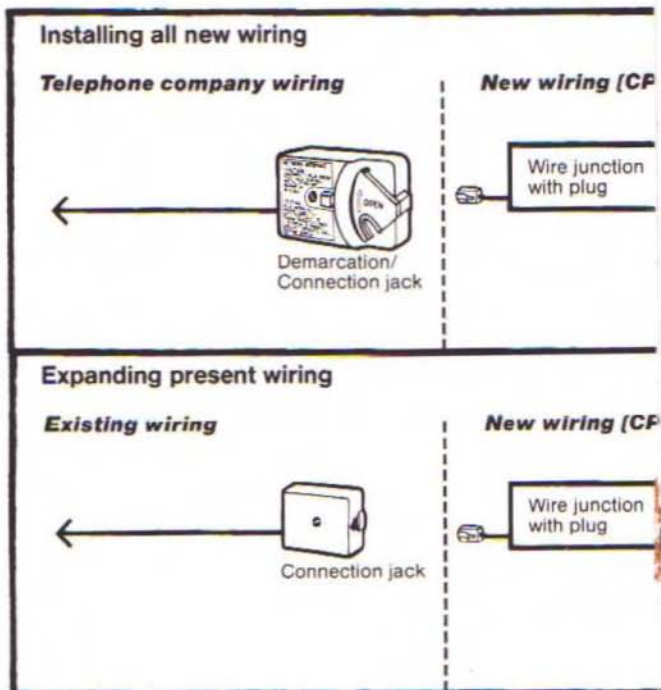 Installing all new wiring
Telephone company wiring
New wiring (CP
OPEN
Wire junction
with plug
Demarcation/
Connection jack
Expanding present wiring
Existing wiring
New wiring (CP
Wire junction
with plug
Connection jack